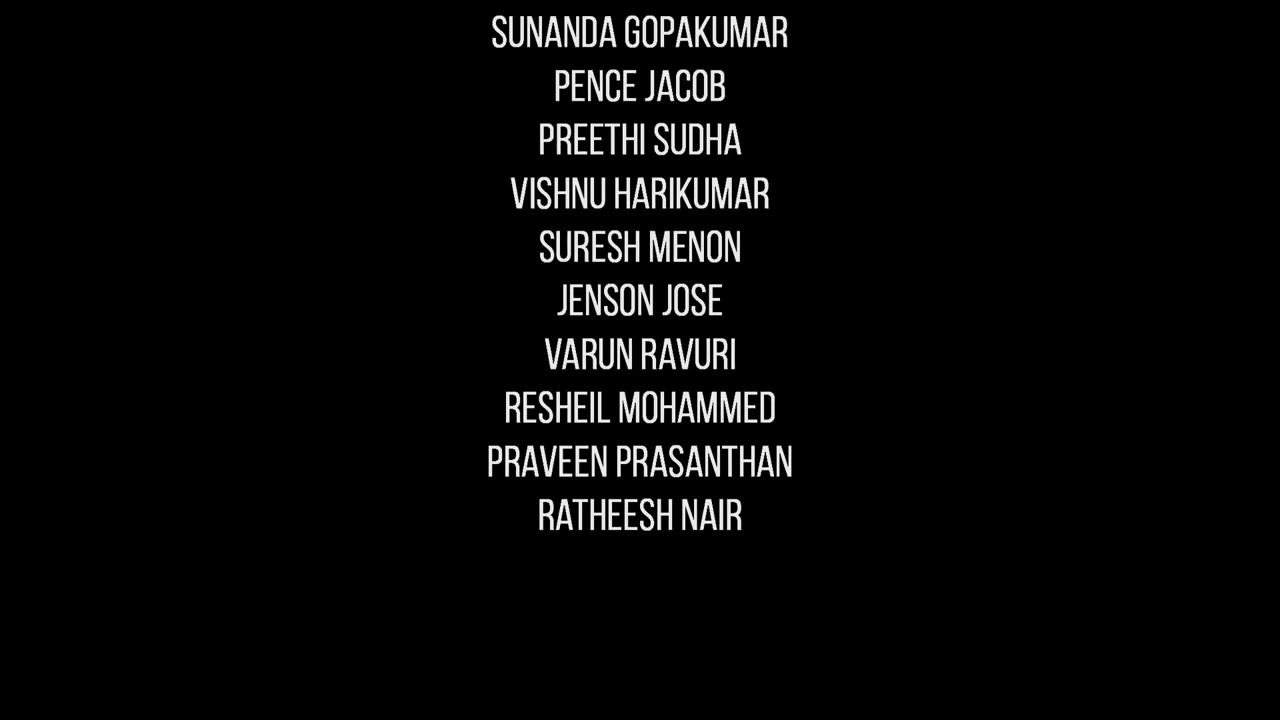 SUNANDA GOPAKUMAR
PENCE JACOB
PREETHI SUDHA
VISHNU HARIKUMAR
SURESH MENON
JENSON JOSE
VARUN RAVURI
RESHEIL MOHAMMED
PRAVEEN PRASANTHAN
RATHEESH NAIR